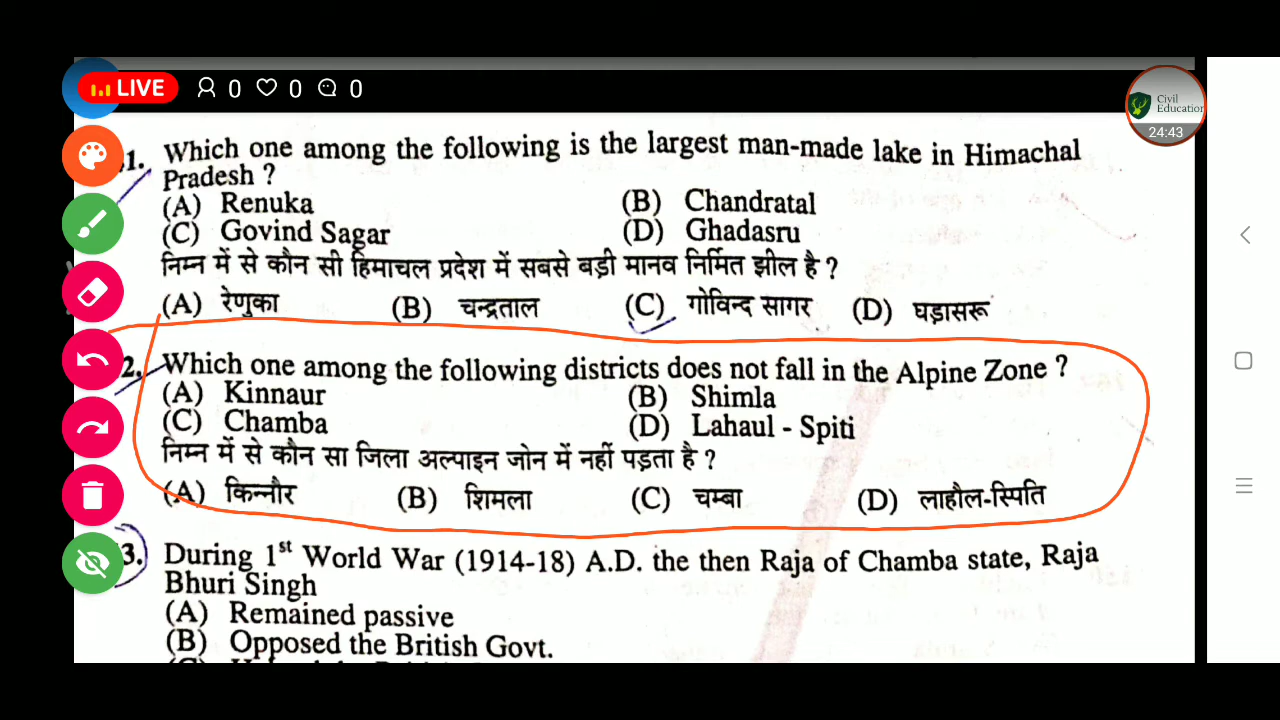 LIVE 0 0 0
Civil
Education
24:43
1. Which one among the following is the largest man-made lake in Himachal
Pradesh ?
(A) Renuka (B) Chandratal
(C) Govind Sagar (D) Ghadasru
निम्न में से कौन सी हिमाचल प्रदेश में सबसे बड़ी मानव निर्मित झील है ?
(A) रेणुका (B) चन्द्रताल (C) गोविन्द सागर (D) घड़ासरू
2. Which one among the following districts does not fall in the Alpine Zone ?
(A) Kinnaur (B) Shimla
(C) Chamba (D) Lahaul - Spiti
निम्न में से कौन सा जिला अल्पाइन जोन में नहीं पड़ता है ?
(A) किन्नौर (B) शिमला (C) चम्बा (D) लाहौल-स्पिति
3. During 1st World War (1914-18) A.D. the then Raja of Chamba state, Raja
Bhuri Singh
(A) Remained passive
(B) Opposed the British Govt.